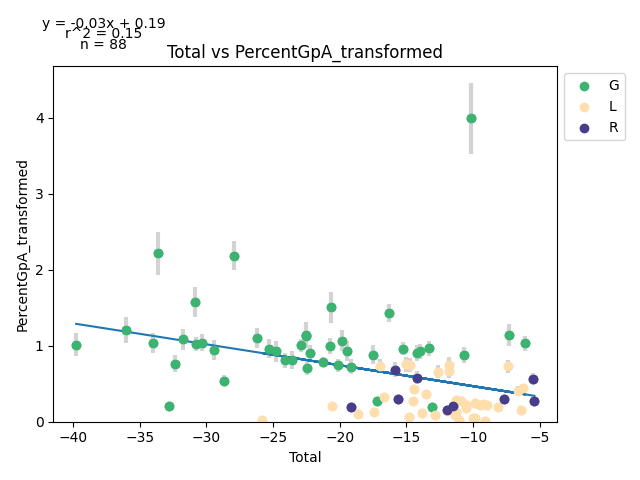 y = -0.03x + 0.19
r^2 = 0.15
n = 88
Total vs PercentGpA_transformed
G
L
R
PercentGpA_transformed
4
3
2
1
0
−40 −35 −30 −25 −20 −15 −10 −5
Total